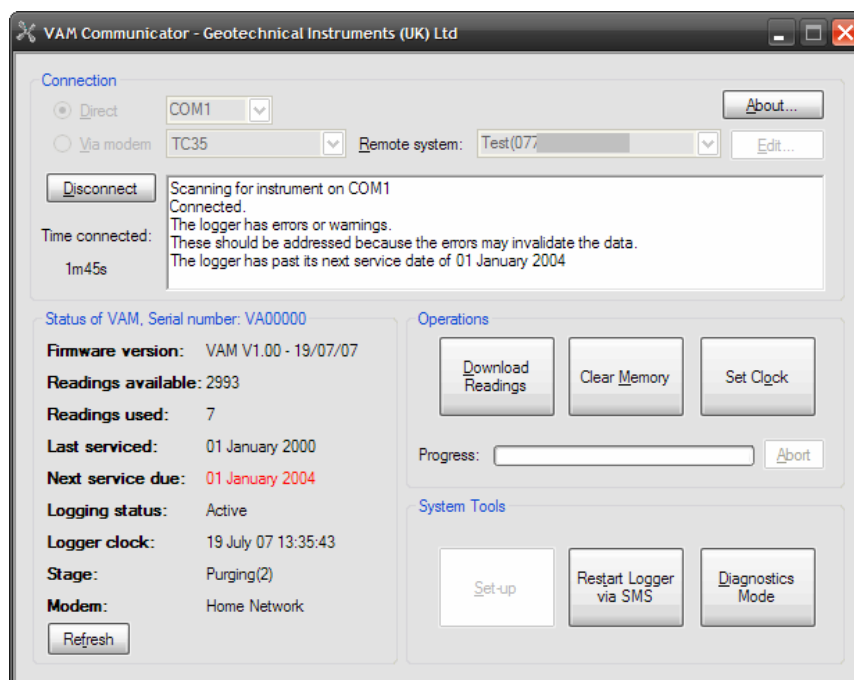 VAM Communicator - Geotechnical Instruments (UK) Ltd
Connection
Direct
COM1
About...
Via modem
TC35
Remote system:
Test(077
Edit...
Disconnect
Scanning for instrument on COM1
Connected.
The logger has errors or warnings.
These should be addressed because the errors may invalidate the data.
The logger has past its next service date of 01 January 2004
Time connected:
1m45s
Status of VAM, Serial number: VA00000
Firmware version: VAM V1.00 - 19/07/07
Readings available: 2993
Readings used: 7
Last serviced: 01 January 2000
Next service due: 01 January 2004
Logging status: Active
Logger clock: 19 July 07 13:35:43
Stage: Purging(2)
Modem: Home Network
Refresh
Operations
Download
Readings
Clear Memory
Set Clock
Progress:
Abort
System Tools
Set-up
Restart Logger
via SMS
Diagnostics
Mode